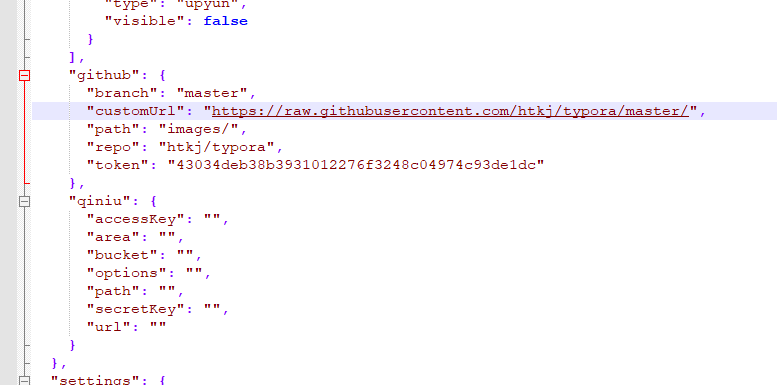 "type": "upyun",
"visible": false
}
],
"github": {
"branch": "master",
"customUrl": "https://raw.githubusercontent.com/htkj/typora/master/",
"path": "images/",
"repo": "htkj/typora",
"token": "43034deb38b3931012276f3248c04974c93de1dc"
},
"qiniu": {
"accessKey": "",
"area": "",
"bucket": "",
"options": "",
"path": "",
"secretKey": "",
"url": ""
}
},
"settings": {